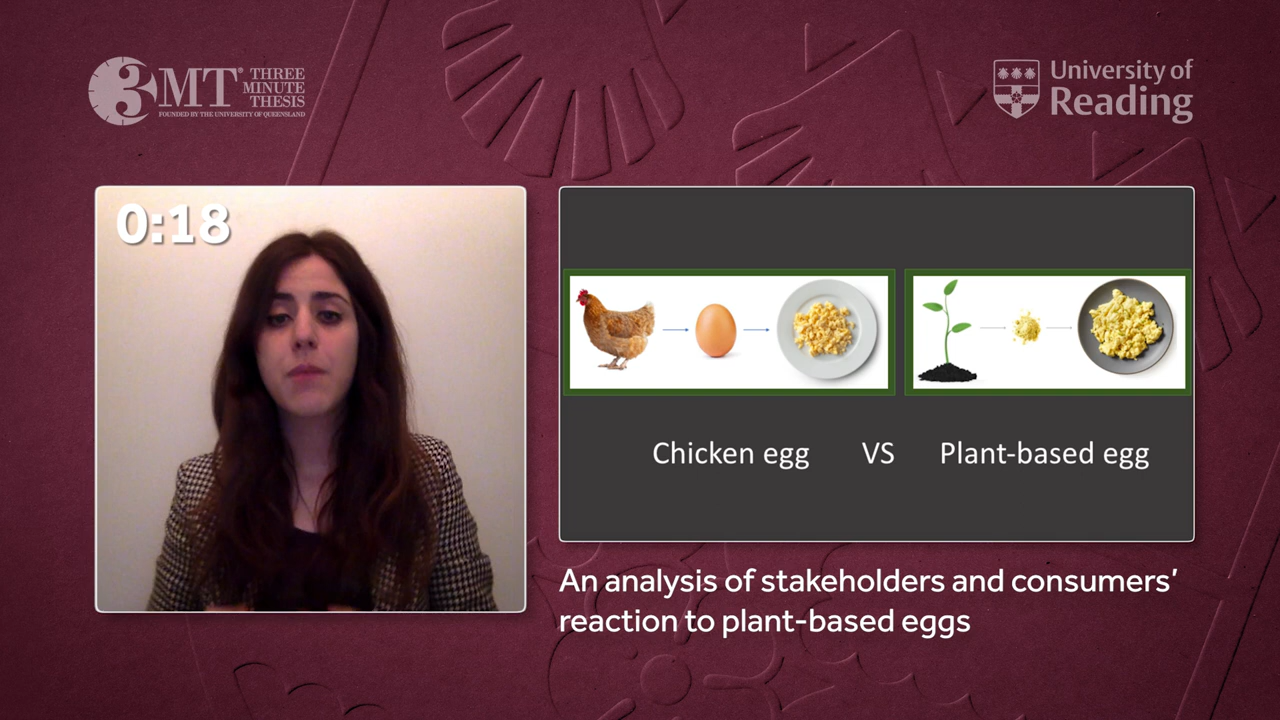 3MT® THREE
MINUTE
THESIS
FOUNDED BY THE UNIVERSITY OF QUEENSLAND
University of
Reading
0:18
Chicken egg VS Plant-based egg
An analysis of stakeholders and consumers’
reaction to plant-based eggs